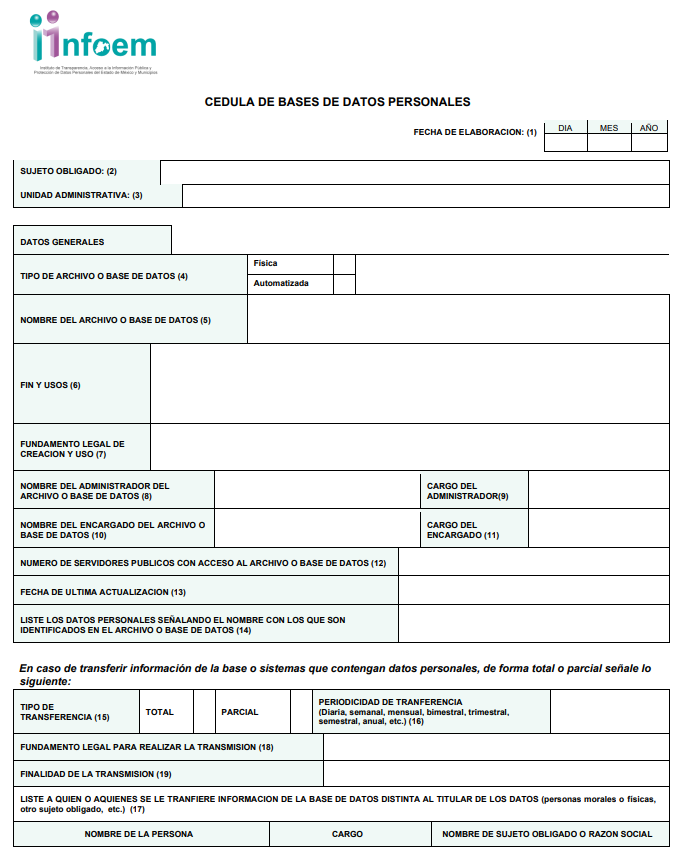 infoem
Instituto de Transparencia, Acceso a la Información Pública y
Protección de Datos Personales del Estado de México y Municipios
CEDULA DE BASES DE DATOS PERSONALES
FECHA DE ELABORACION: (1)
DIA MES AÑO
SUJETO OBLIGADO: (2)
UNIDAD ADMINISTRATIVA: (3)
DATOS GENERALES
TIPO DE ARCHIVO O BASE DE DATOS (4)
Física
Automatizada
NOMBRE DEL ARCHIVO O BASE DE DATOS (5)
FIN Y USOS (6)
FUNDAMENTO LEGAL DE
CREACION Y USO (7)
NOMBRE DEL ADMINISTRADOR DEL
ARCHIVO O BASE DE DATOS (8)
CARGO DEL
ADMINISTRADOR(9)
NOMBRE DEL ENCARGADO DEL ARCHIVO O
BASE DE DATOS (10)
CARGO DEL
ENCARGADO (11)
NUMERO DE SERVIDORES PUBLICOS CON ACCESO AL ARCHIVO O BASE DE DATOS (12)
FECHA DE ULTIMA ACTUALIZACION (13)
LISTE LOS DATOS PERSONALES SEÑALANDO EL NOMBRE CON LOS QUE SON
IDENTIFICADOS EN EL ARCHIVO O BASE DE DATOS (14)
En caso de transferir información de la base o sistemas que contengan datos personales, de forma total o parcial señale lo
siguiente:
TIPO DE
TRANSFERENCIA (15)
TOTAL
PARCIAL
PERIODICIDAD DE TRANFERENCIA
(Diaria, semanal, mensual, bimestral, trimestral,
semestral, anual, etc.) (16)
FUNDAMENTO LEGAL PARA REALIZAR LA TRANSMISION (18)
FINALIDAD DE LA TRANSMISION (19)
LISTE A QUIEN O AQUIENES SE LE TRANFIERE INFORMACION DE LA BASE DE DATOS DISTINTA AL TITULAR DE LOS DATOS (personas morales o físicas,
otro sujeto obligado, etc.) (17)
NOMBRE DE LA PERSONA CARGO NOMBRE DE SUJETO OBLIGADO O RAZON SOCIAL